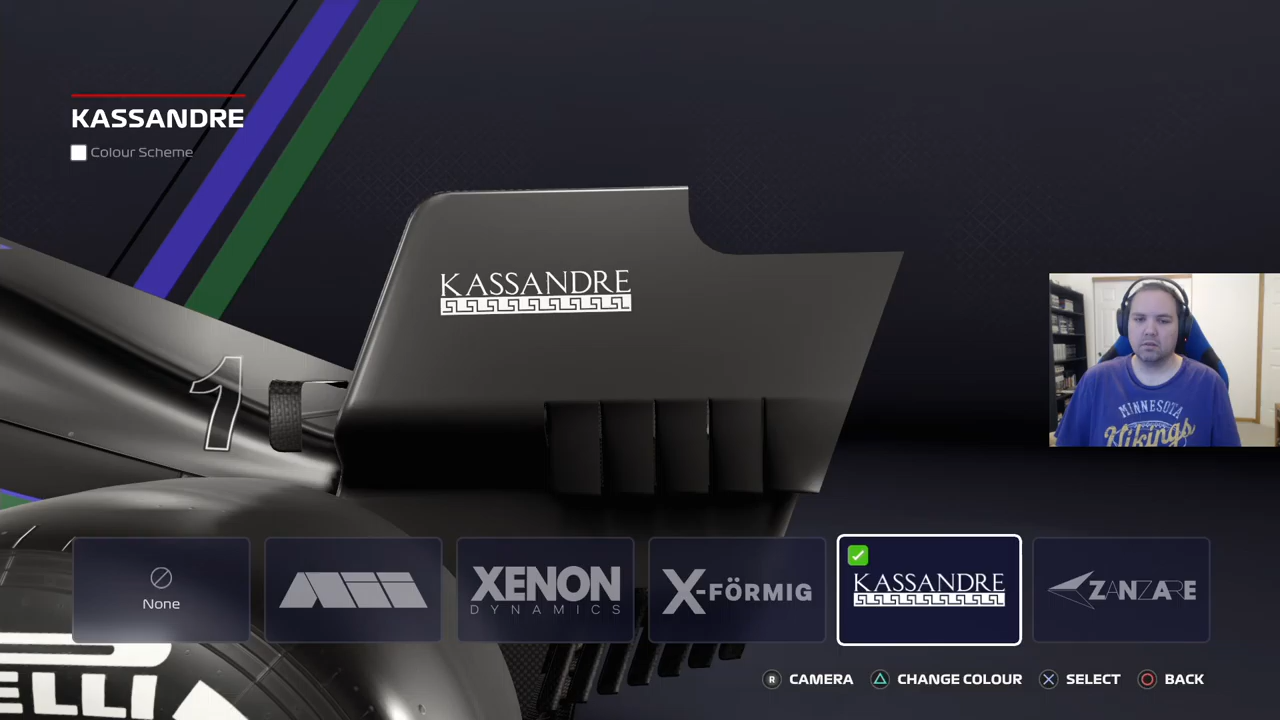 KASSANDRE
Colour Scheme
KASSANDRE
1
MINNESOTA
Vikings
None
XENON
DYNAMICS
X-FÖRMIG
KASSANDRE
ZANZARE
ELLI
R CAMERA
CHANGE COLOUR
SELECT
BACK